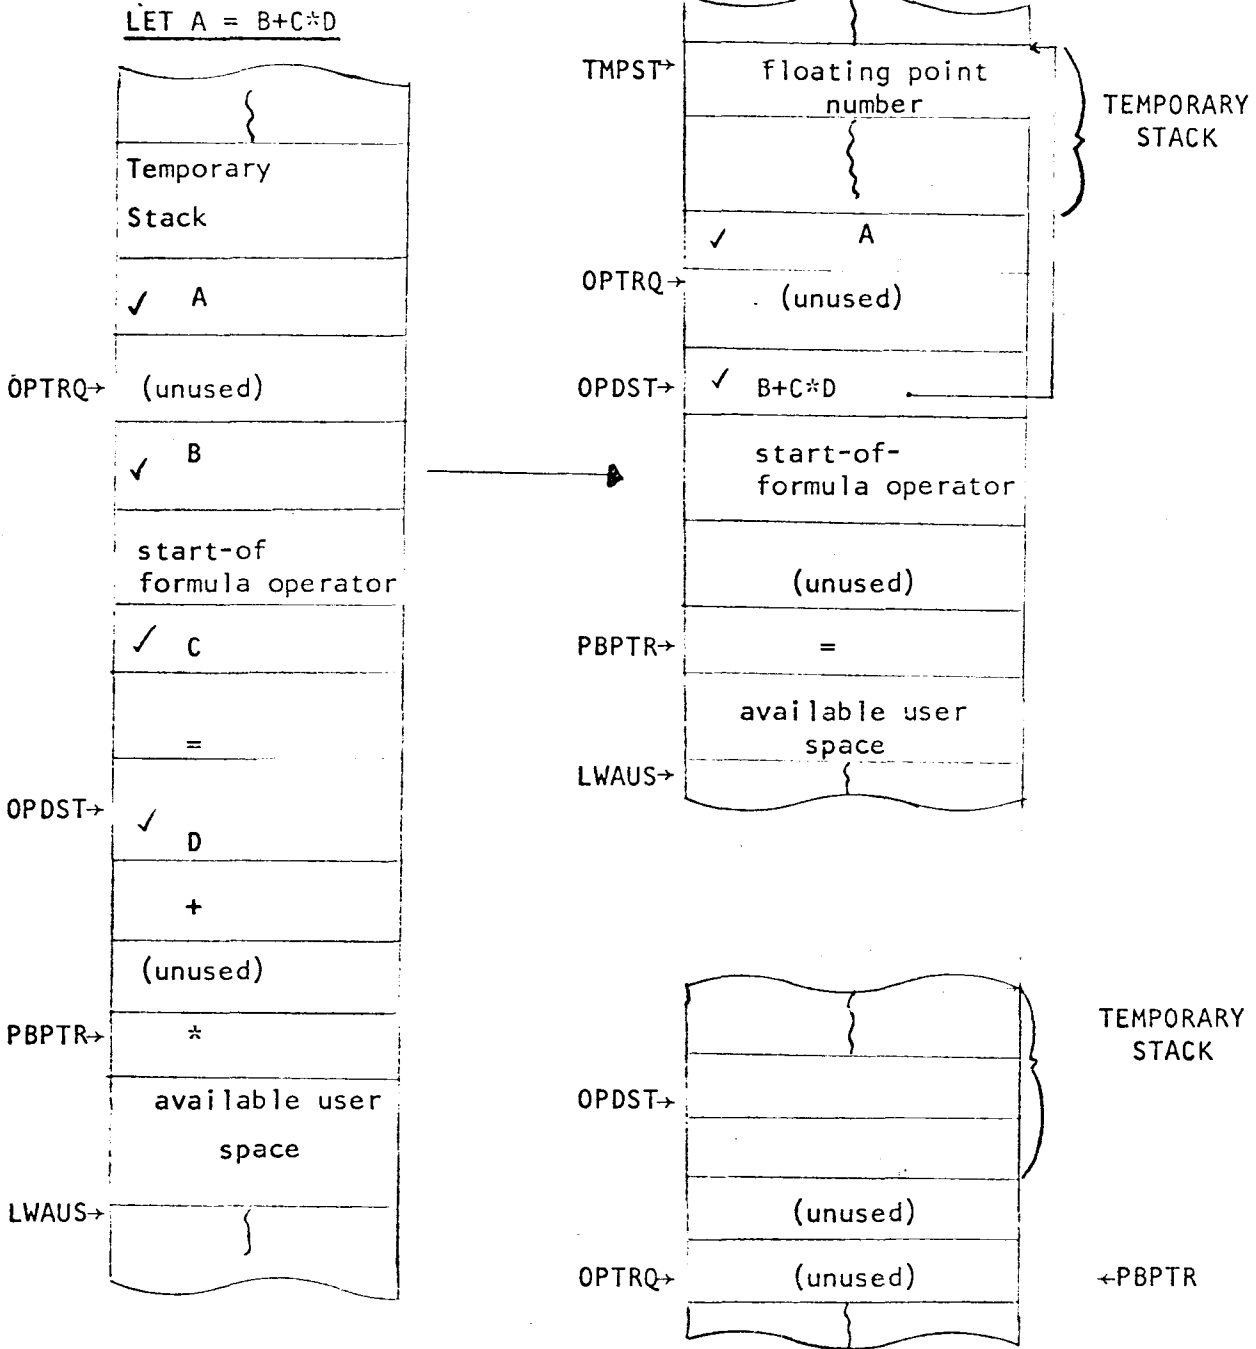 LET A = B+C*D
Temporary
Stack
✓ A
OPTRQ→ (unused)
✓ B
start-of
formula operator
✓ C
=
OPDST→ ✓ D
+
(unused)
PBPTR→ *
available user
space
LWAUS→
TMPST→ floating point
number
TEMPORARY
STACK
✓ A
OPTRQ→ (unused)
OPDST→ ✓ B+C*D
start-of-
formula operator
(unused)
PBPTR→ =
available user
space
LWAUS→
TEMPORARY
STACK
OPDST→
(unused)
OPTRQ→ (unused) ←PBPTR